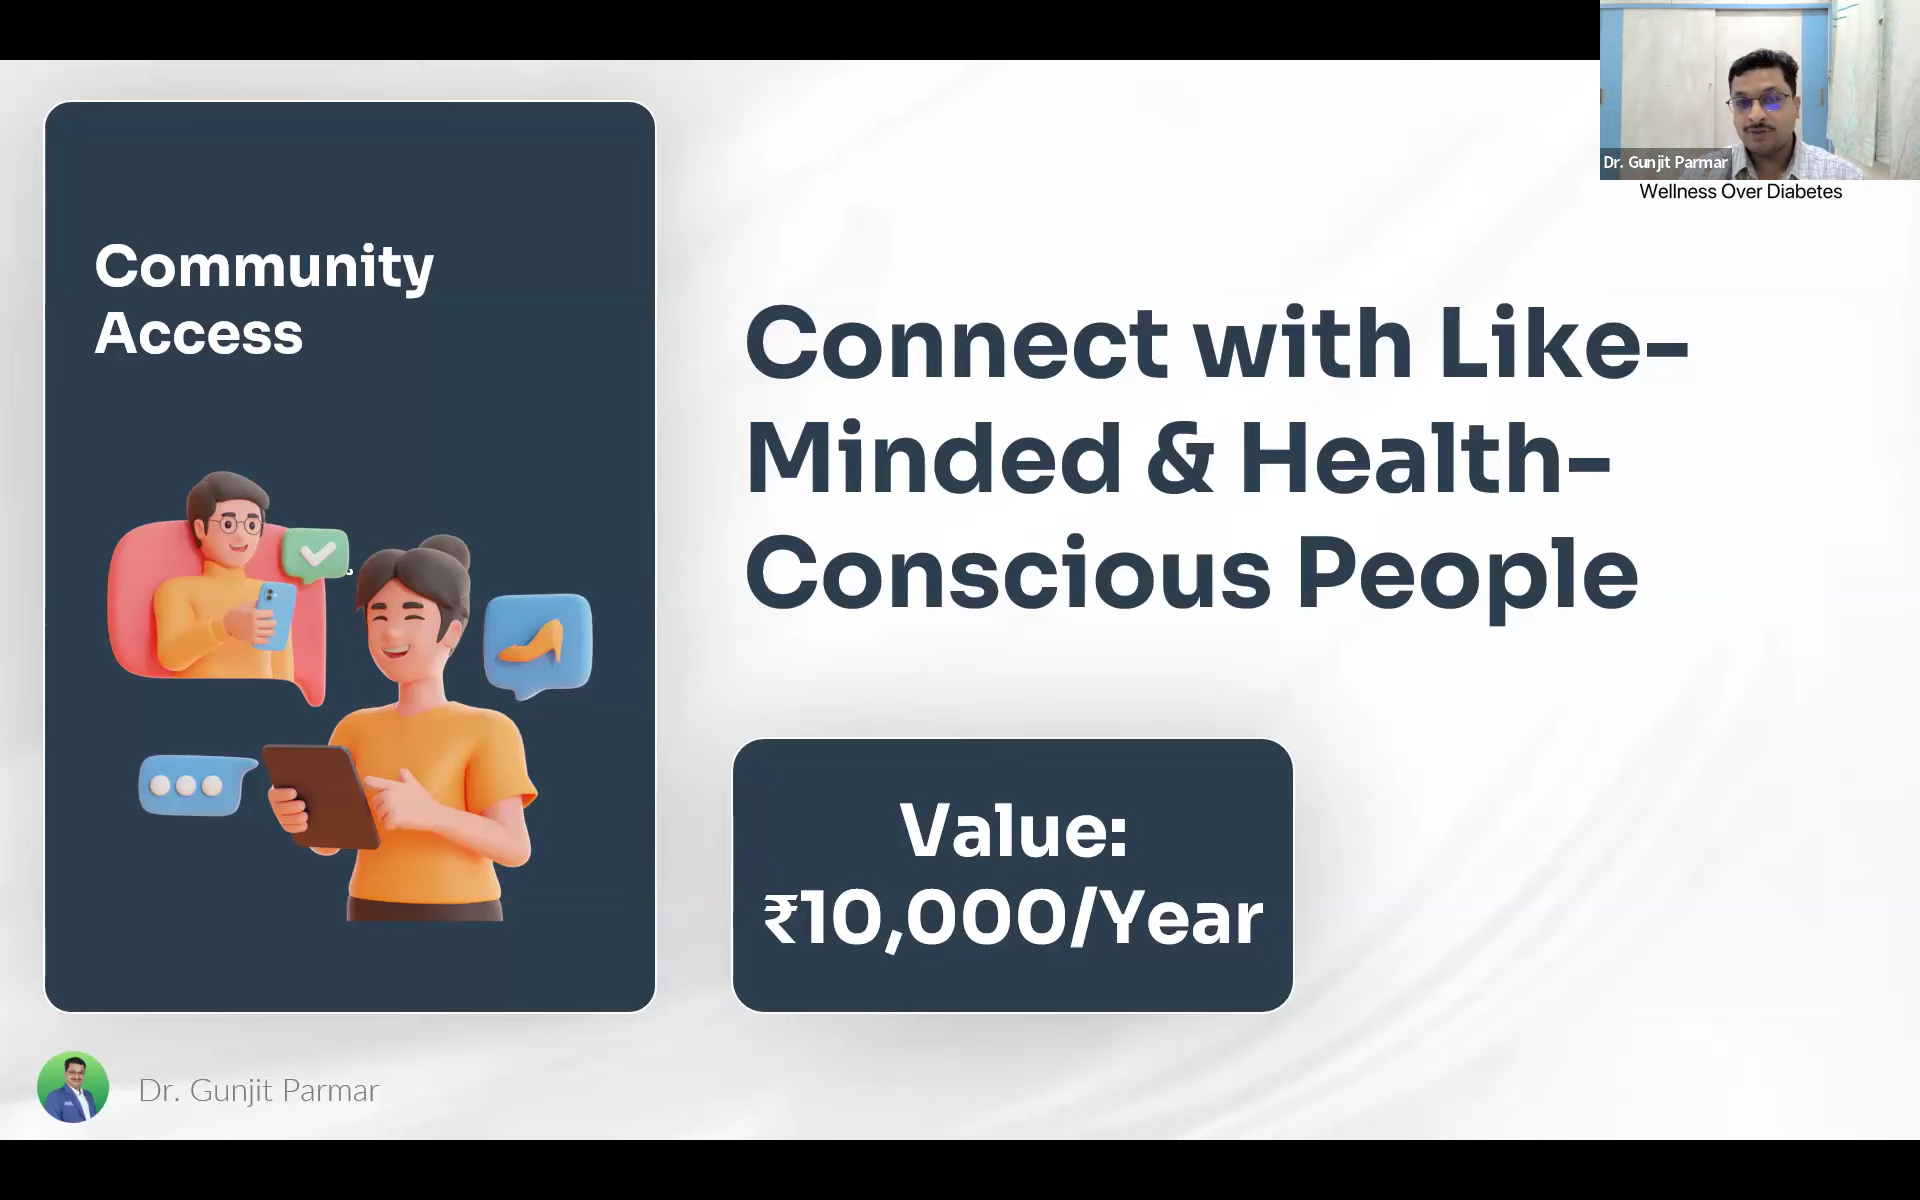 Community
Access
Connect with Like-
Minded & Health-
Conscious People
Value:
₹10,000/Year
Dr. Gunjit Parmar
Wellness Over Diabetes
Dr. Gunjit Parmar